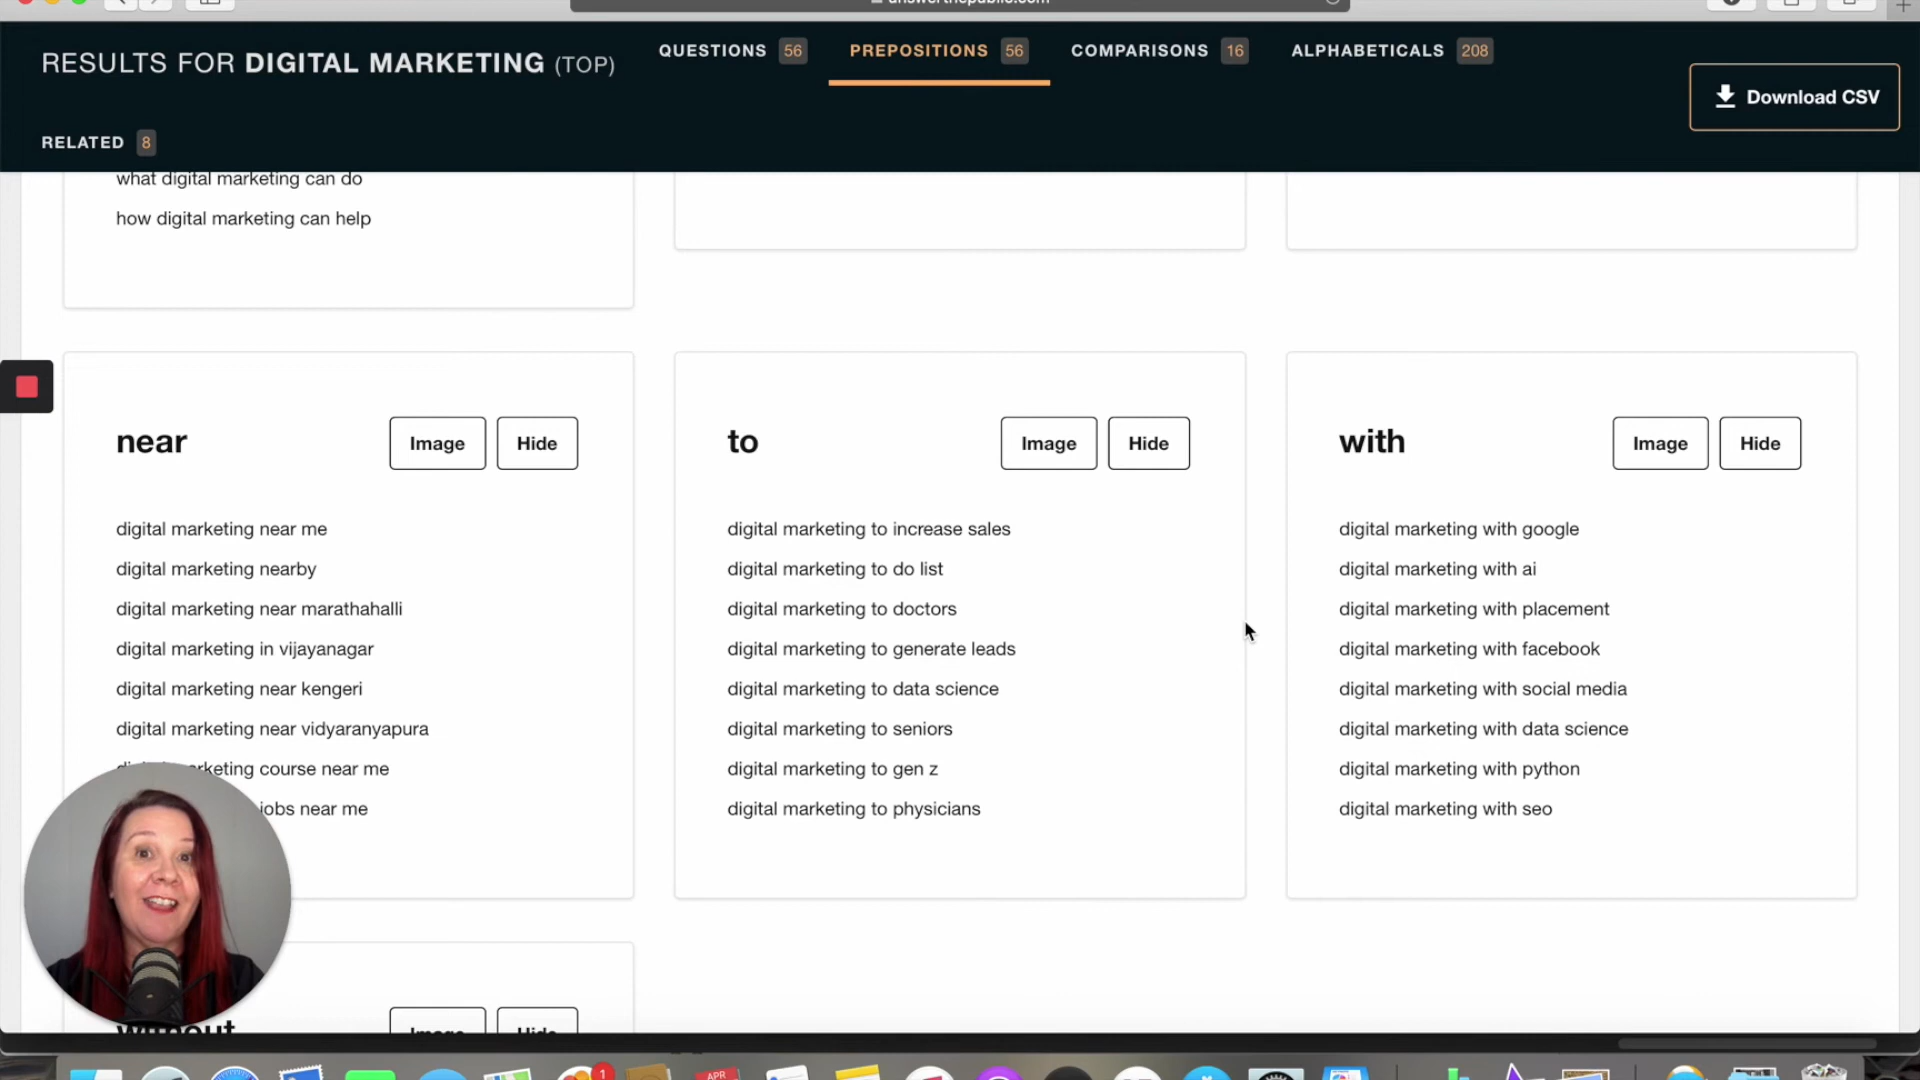 answerthepublic.com
RESULTS FOR DIGITAL MARKETING (TOP)
QUESTIONS 56
PREPOSITIONS 56
COMPARISONS 16
ALPHABETICALS 208
Download CSV
RELATED 8
what digital marketing can do
how digital marketing can help
near
Image
Hide
digital marketing near me
digital marketing nearby
digital marketing near marathahalli
digital marketing in vijayanagar
digital marketing near kengeri
digital marketing near vidyaranyapura
course near me
jobs near me
to
Image
Hide
digital marketing to increase sales
digital marketing to do list
digital marketing to doctors
digital marketing to generate leads
digital marketing to data science
digital marketing to seniors
digital marketing to gen z
digital marketing to physicians
with
Image
Hide
digital marketing with google
digital marketing with ai
digital marketing with placement
digital marketing with facebook
digital marketing with social media
digital marketing with data science
digital marketing with python
digital marketing with seo
without
Image
Hide
1
APR